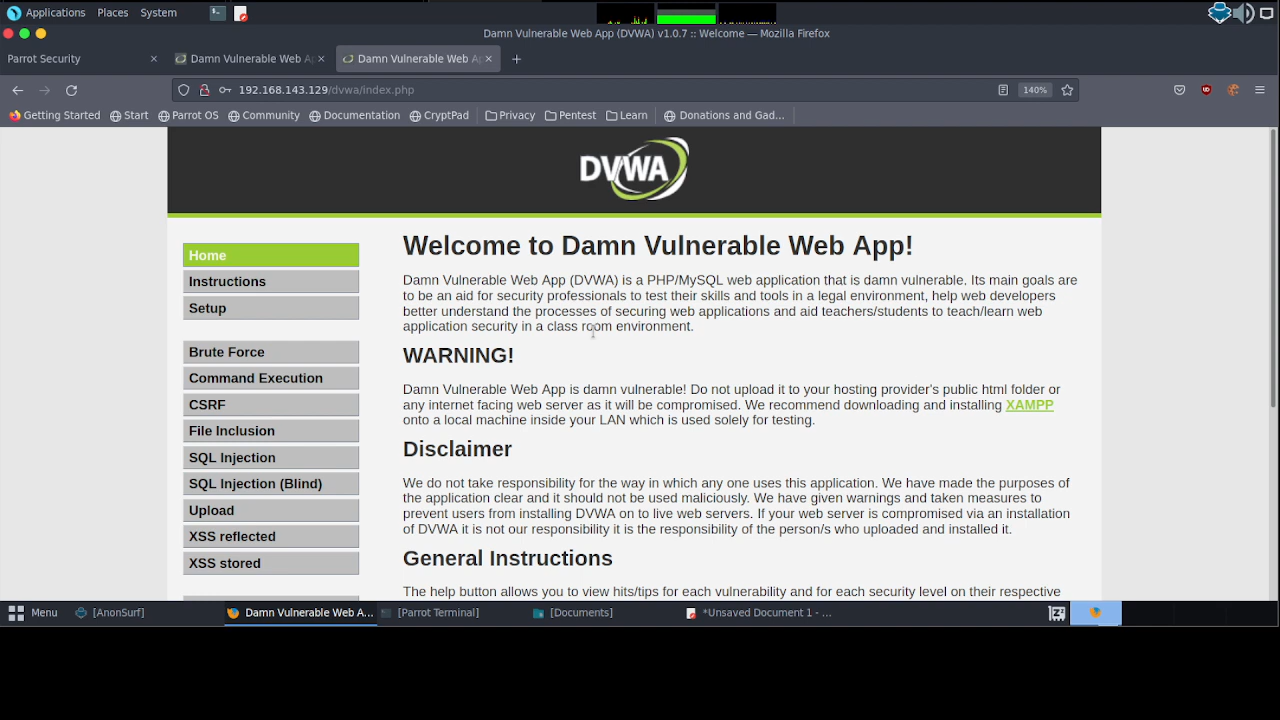 Applications Places System
Damn Vulnerable Web App (DVWA) v1.0.7 :: Welcome — Mozilla Firefox
Parrot Security
Damn Vulnerable Web A
Damn Vulnerable Web A
192.168.143.129/dvwa/index.php
140%
Getting Started Start Parrot OS Community Documentation CryptPad Privacy Pentest Learn Donations and Gad...
DVWA
Home
Instructions
Setup
Brute Force
Command Execution
CSRF
File Inclusion
SQL Injection
SQL Injection (Blind)
Upload
XSS reflected
XSS stored
Welcome to Damn Vulnerable Web App!
Damn Vulnerable Web App (DVWA) is a PHP/MySQL web application that is damn vulnerable. Its main goals are
to be an aid for security professionals to test their skills and tools in a legal environment, help web developers
better understand the processes of securing web applications and aid teachers/students to teach/learn web
application security in a class room environment.
WARNING!
Damn Vulnerable Web App is damn vulnerable! Do not upload it to your hosting provider's public html folder or
any internet facing web server as it will be compromised. We recommend downloading and installing XAMPP
onto a local machine inside your LAN which is used solely for testing.
Disclaimer
We do not take responsibility for the way in which any one uses this application. We have made the purposes of
the application clear and it should not be used maliciously. We have given warnings and taken measures to
prevent users from installing DVWA on to live web servers. If your web server is compromised via an installation
of DVWA it is not our responsibility it is the responsibility of the person/s who uploaded and installed it.
General Instructions
The help button allows you to view hits/tips for each vulnerability and for each security level on their respective
Menu [AnonSurf] Damn Vulnerable Web A... [Parrot Terminal] [Documents] *Unsaved Document 1 - ...